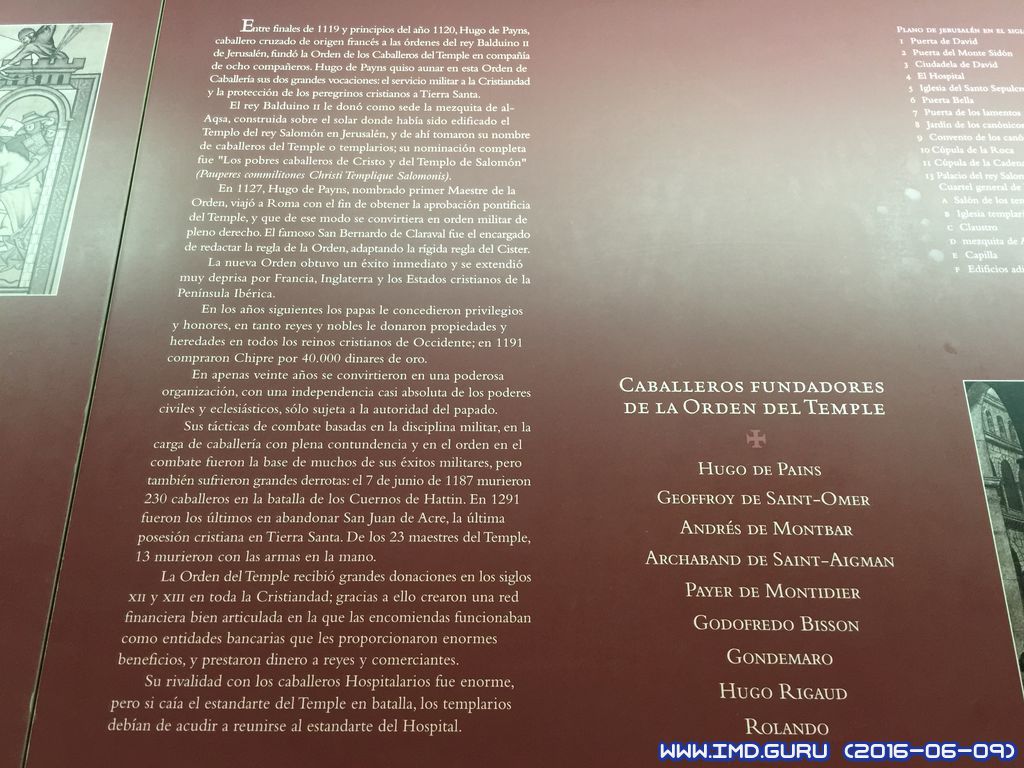 Entre finales de 1119 y principios del año 1120, Hugo de Payns,
caballero cruzado de origen francés a las órdenes del rey Balduino II
de Jerusalén, fundó la Orden de los Caballeros del Temple en compañía
de ocho compañeros. Hugo de Payns quiso aunar en esta Orden de
Caballería sus dos grandes vocaciones: el servicio militar a la Cristiandad
y la protección de los peregrinos cristianos a Tierra Santa.
El rey Balduino II le donó como sede la mezquita de al-
Aqsa, construida sobre el solar donde había sido edificado el
Templo del rey Salomón en Jerusalén, y de ahí tomaron su nombre
de caballeros del Temple o templarios; su nominación completa
fue "Los pobres caballeros de Cristo y del Templo de Salomón"
(Pauperes commilitones Christi Templique Salomonis).
En 1127, Hugo de Payns, nombrado primer Maestre de la
Orden, viajó a Roma con el fin de obtener la aprobación pontificia
del Temple, y que de ese modo se convirtiera en orden militar de
pleno derecho. El famoso San Bernardo de Claraval fue el encargado
de redactar la regla de la Orden, adaptando la rígida regla del Cister.
La nueva Orden obtuvo un éxito inmediato y se extendió
muy deprisa por Francia, Inglaterra y los Estados cristianos de la
Península Ibérica.
En los años siguientes los papas le concedieron privilegios
y honores, en tanto reyes y nobles le donaron propiedades y
heredades en todos los reinos cristianos de Occidente; en 1191
compraron Chipre por 40.000 dinares de oro.
En apenas veinte años se convirtieron en una poderosa
organización, con una independencia casi absoluta de los poderes
civiles y eclesiásticos, sólo sujeta a la autoridad del papado.
Sus tácticas de combate basadas en la disciplina militar, en la
carga de caballería con plena contundencia y en el orden en el
combate fueron la base de muchos de sus éxitos militares, pero
también sufrieron grandes derrotas: el 7 de junio de 1187 murieron
230 caballeros en la batalla de los Cuernos de Hattin. En 1291
fueron los últimos en abandonar San Juan de Acre, la última
posesión cristiana en Tierra Santa. De los 23 maestres del Temple,
13 murieron con las armas en la mano.
La Orden del Temple recibió grandes donaciones en los siglos
XII y XIII en toda la Cristiandad; gracias a ello crearon una red
financiera bien articulada en la que las encomiendas funcionaban
como entidades bancarias que les proporcionaron enormes
beneficios, y prestaron dinero a reyes y comerciantes.
Su rivalidad con los caballeros Hospitalarios fue enorme,
pero si caía el estandarte del Temple en batalla, los templarios
debían de acudir a reunirse al estandarte del Hospital.
Caballeros fundadores
de la Orden del Temple
Hugo de Pains
Geoffroy de Saint-Omer
Andrés de Montbar
Archaband de Saint-Aigman
Payer de Montidier
Godofredo Bisson
Gondemaro
Hugo Rigaud
Rolando
Plano de Jerusalén en el
1 Puerta de David
2 Puerta del Monte Sidón
3 Ciudadela de David
4 El Hospital
5 Iglesia del Santo
6 Puerta Bella
7 Puerta de los lamentos
8 Jardín de los canónicos
9 Convento de los
10 Cúpula de la Roca
11 Cúpula de la
13 Palacio del rey
Cuartel general de
A Salón de los
B Iglesia
C Claustro
D mezquita de
E Capilla
F Edificios
www.imd.guru (2016-06-09)